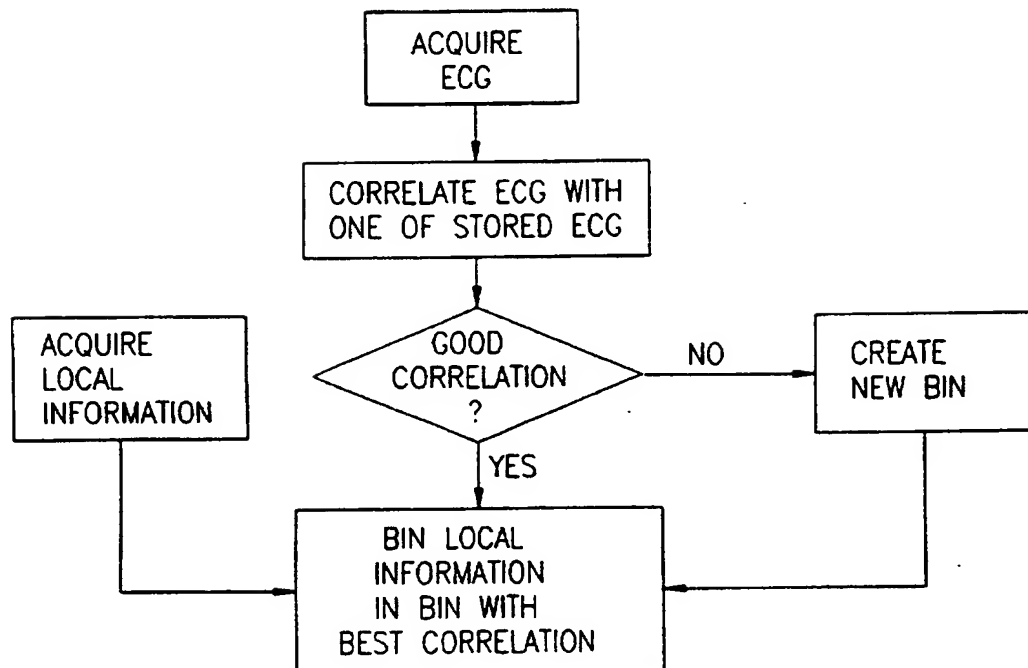 ACQUIRE
ECG
CORRELATE ECG WITH
ONE OF STORED ECG
ACQUIRE
LOCAL
INFORMATION
GOOD
CORRELATION
?
NO
CREATE
NEW BIN
YES
BIN LOCAL
INFORMATION
IN BIN WITH
BEST CORRELATION